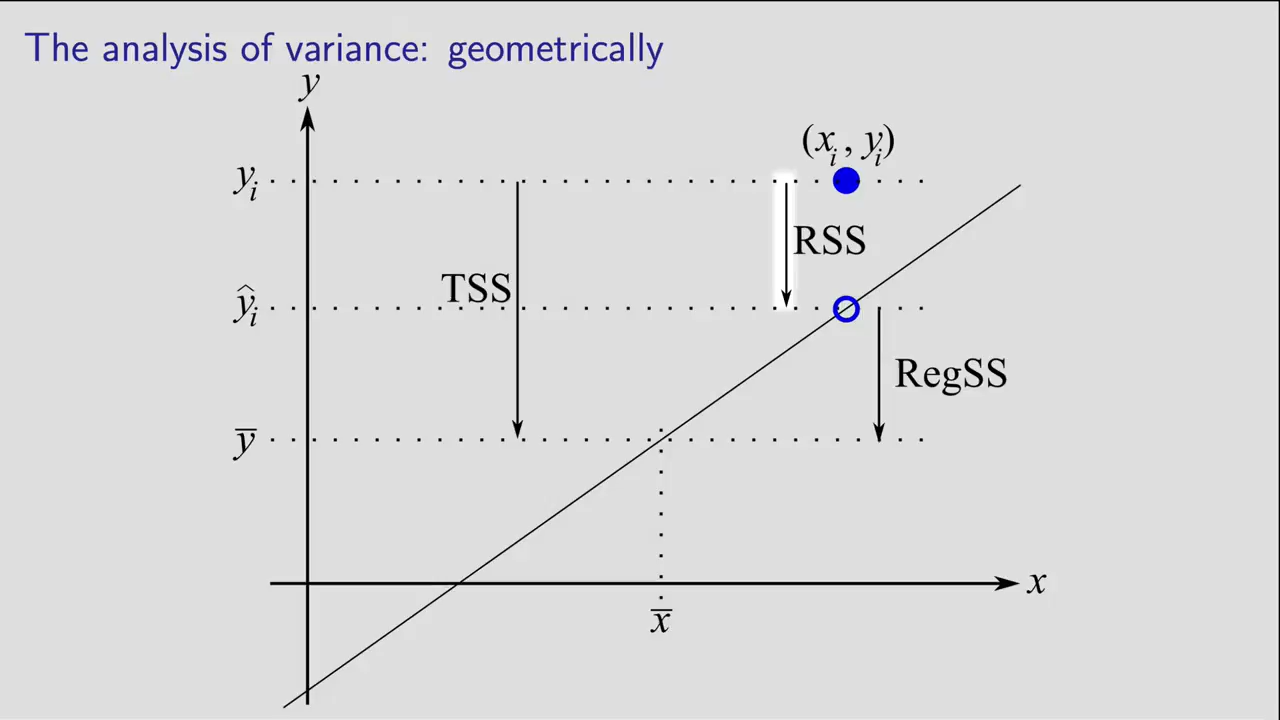 The analysis of variance: geometrically
y
(xᵢ, yᵢ)
yᵢ
RSS
TSS
ŷᵢ
RegSS
y̅
x
x̅